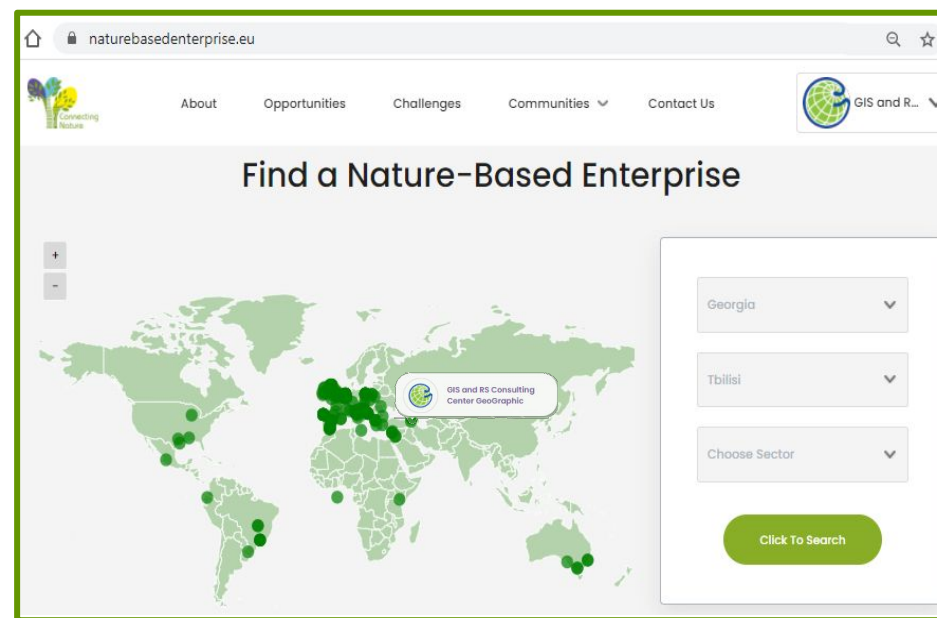 naturebasedenterprise.eu
Connecting
Nature
About Opportunities Challenges Communities Contact Us GIS and R...
Find a Nature-Based Enterprise
+
-
Georgia
GIS and RS Consulting
Center GeoGraphic
Tbilisi
Choose Sector
Click To Search